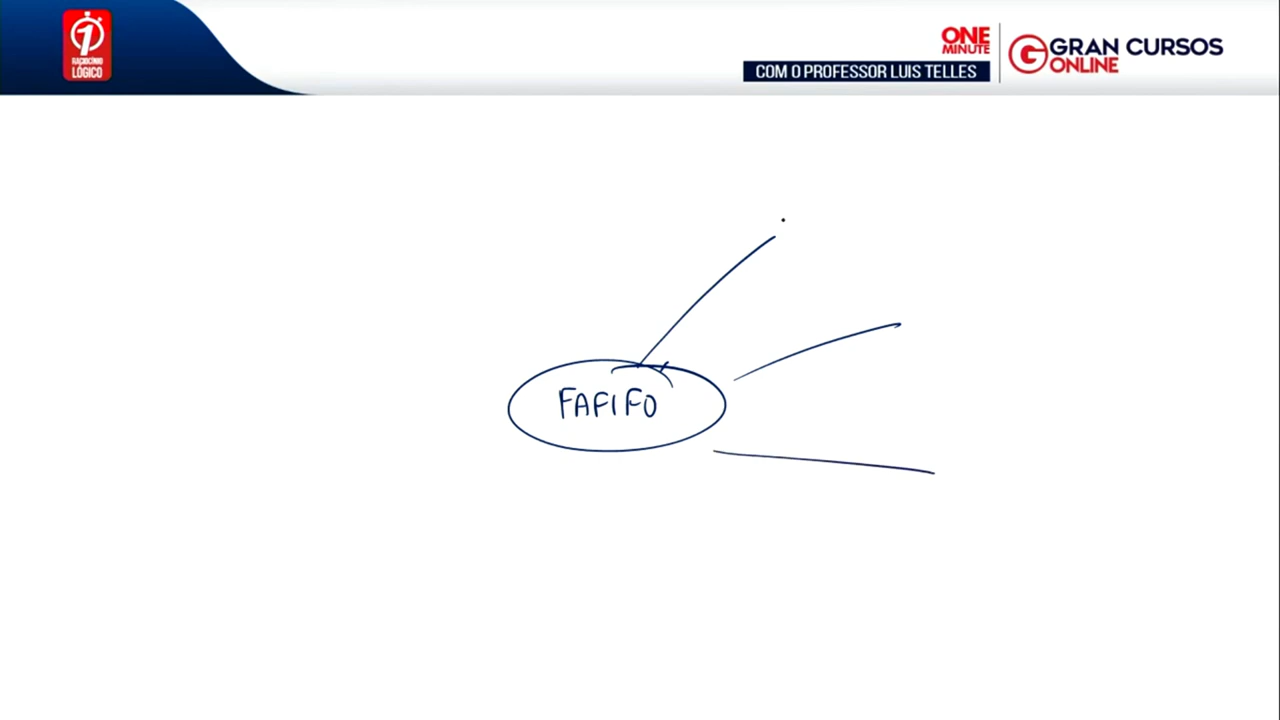 RACIOCÍNIO
LÓGICO
ONE
MINUTE
COM O PROFESSOR LUIS TELLES
GRAN CURSOS
ONLINE
FAFIFO